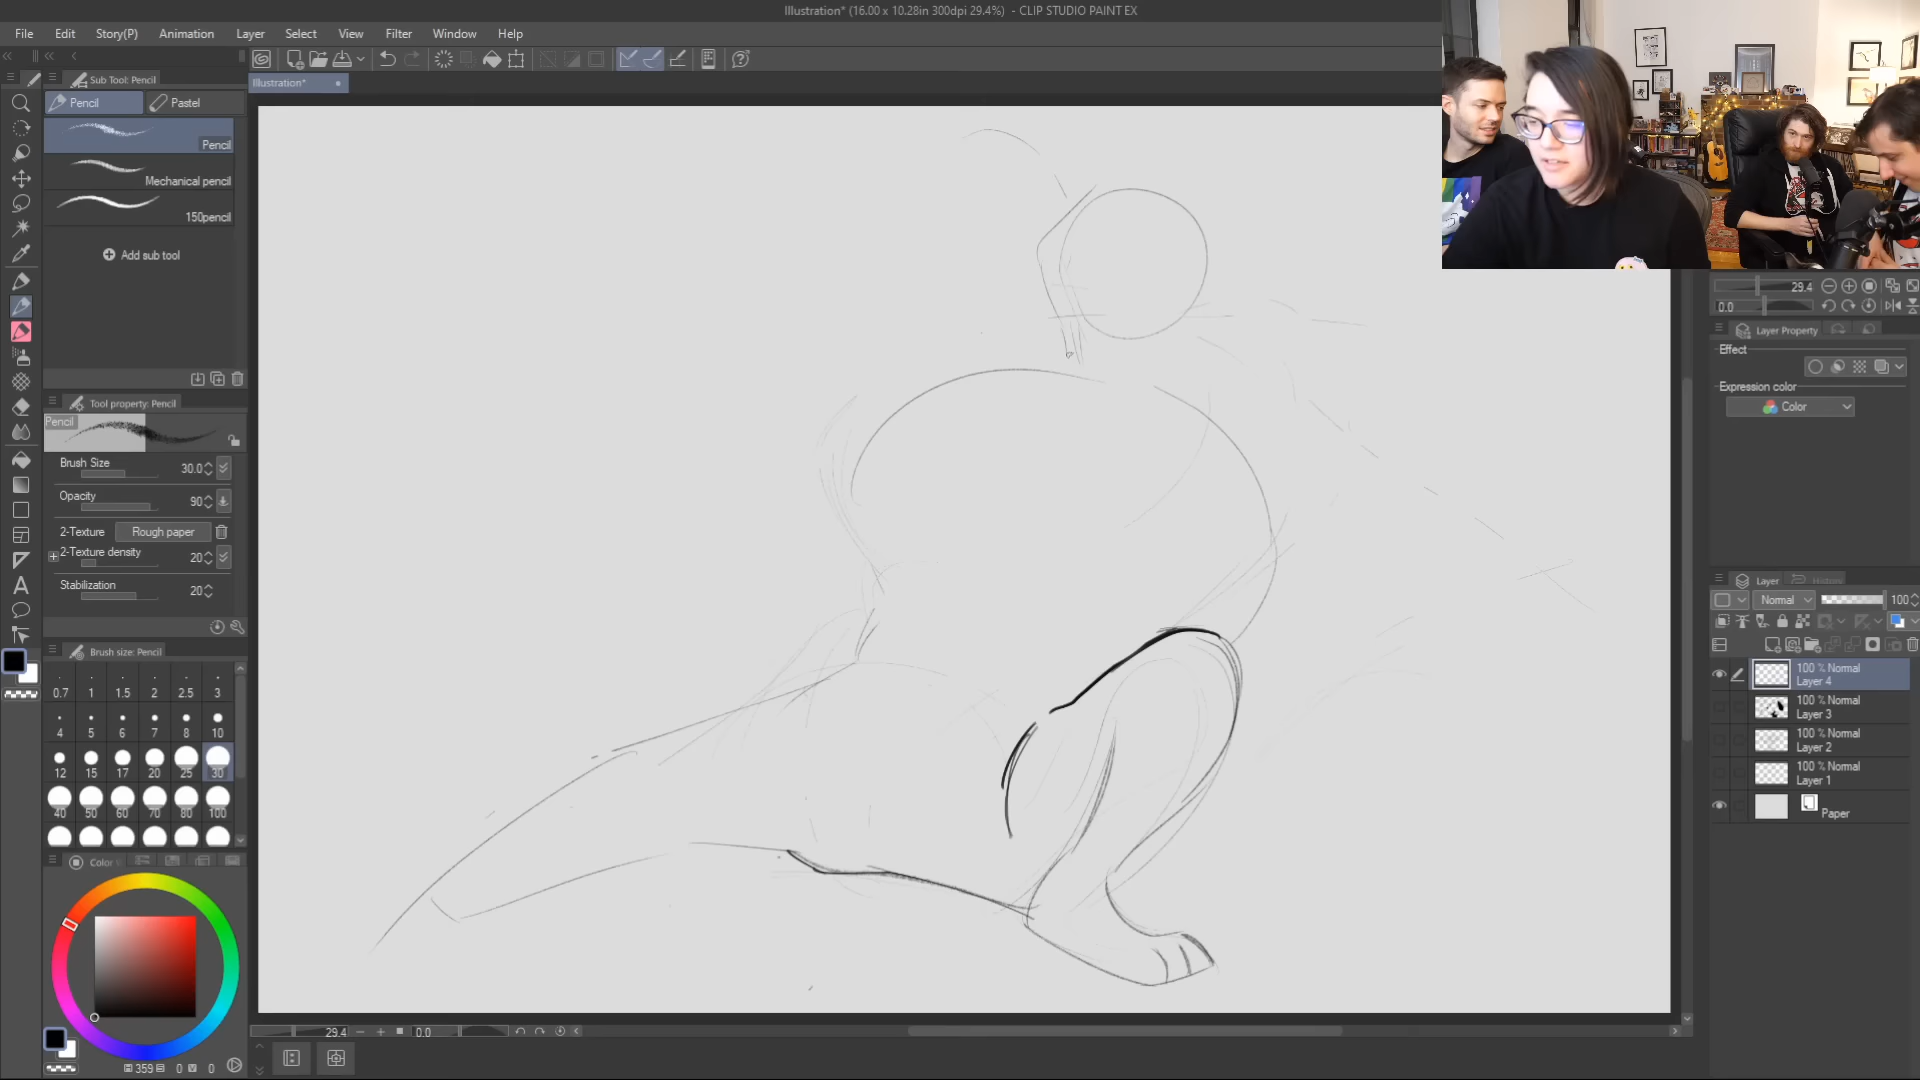 Illustration* (16.00 x 10.28in 300dpi 29.4%) - CLIP STUDIO PAINT EX
File Edit Story(P) Animation Layer Select View Filter Window Help
Sub Tool: Pencil
Illustration*
Pencil Pastel
Pencil
Mechanical pencil
150pencil
Add sub tool
Tool property: Pencil
Pencil
Brush Size 30.0
Opacity 90
2-Texture Rough paper
2-Texture density 20
Stabilization 20
Brush size: Pencil
0.7 1 1.5 2 2.5 3
4 5 6 7 8 10
12 15 17 20 25 30
40 50 60 70 80 100
Color
359 0 0
29.4 0.0
29.4
0.0
Layer Property
Effect
Expression color
Color
Layer History
Normal 100
100 % Normal
Layer 4
100 % Normal
Layer 3
100 % Normal
Layer 2
100 % Normal
Layer 1
Paper